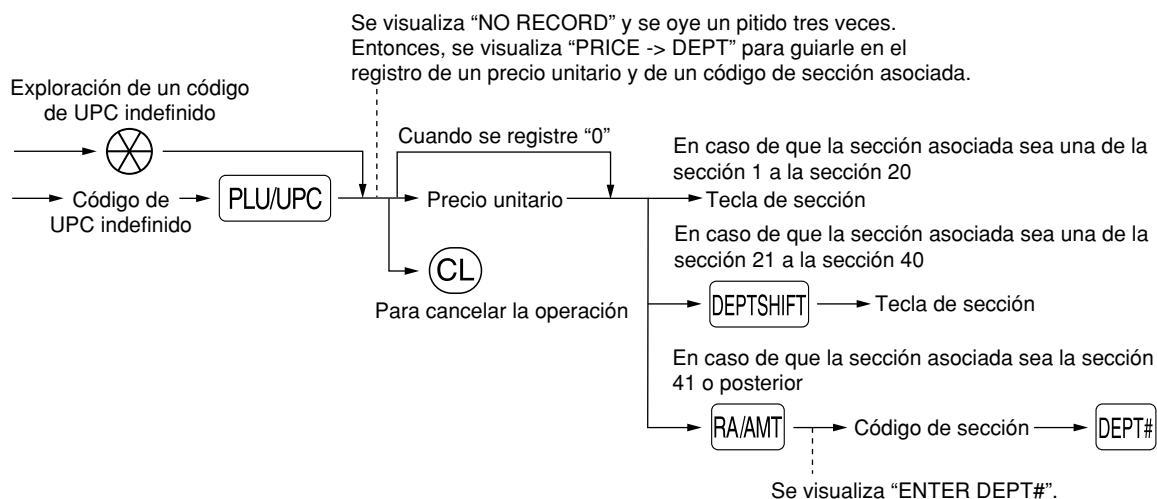 Se visualiza “NO RECORD” y se oye un pitido tres veces.
Entonces, se visualiza “PRICE -> DEPT” para guiarle en el
registro de un precio unitario y de un código de sección asociada.
Exploración de un código
de UPC indefinido
Cuando se registre “0”
En caso de que la sección asociada sea una de la
sección 1 a la sección 20
Código de
UPC indefinido
PLU/UPC
Precio unitario
Tecla de sección
En caso de que la sección asociada sea una de la
sección 21 a la sección 40
CL
Para cancelar la operación
DEPTSHIFT
Tecla de sección
En caso de que la sección asociada sea la sección
41 o posterior
RA/AMT
Código de sección
DEPT#
Se visualiza “ENTER DEPT#”.